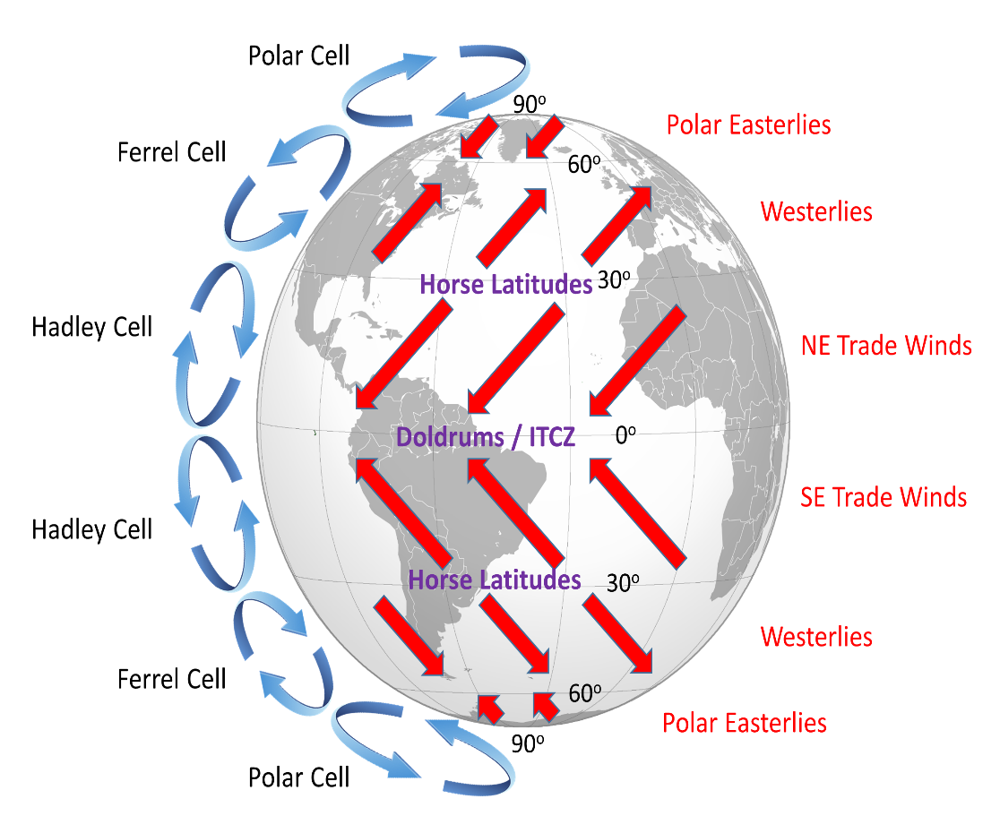 Polar Cell
90º
Polar Easterlies
Ferrel Cell
60º
Westerlies
Horse Latitudes
30º
Hadley Cell
NE Trade Winds
Doldrums / ITCZ
0º
SE Trade Winds
Hadley Cell
Horse Latitudes
30º
Westerlies
Ferrel Cell
60º
Polar Easterlies
90º
Polar Cell